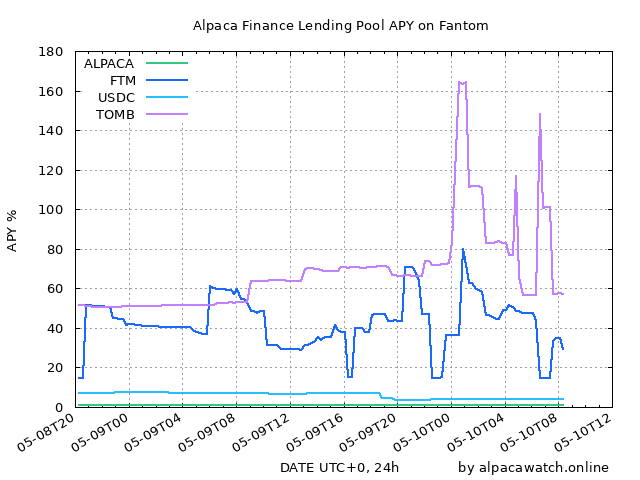 Alpaca Finance Lending Pool APY on Fantom
180
160
140
120
100
80
60
40
20
0
APY %
ALPACA
FTM
USDC
TOMB
05-08T20
05-09T00
05-09T04
05-09T08
05-09T12
05-09T16
05-09T20
05-10T00
05-10T04
05-10T08
05-10T12
DATE UTC+0, 24h
by alpacawatch.online